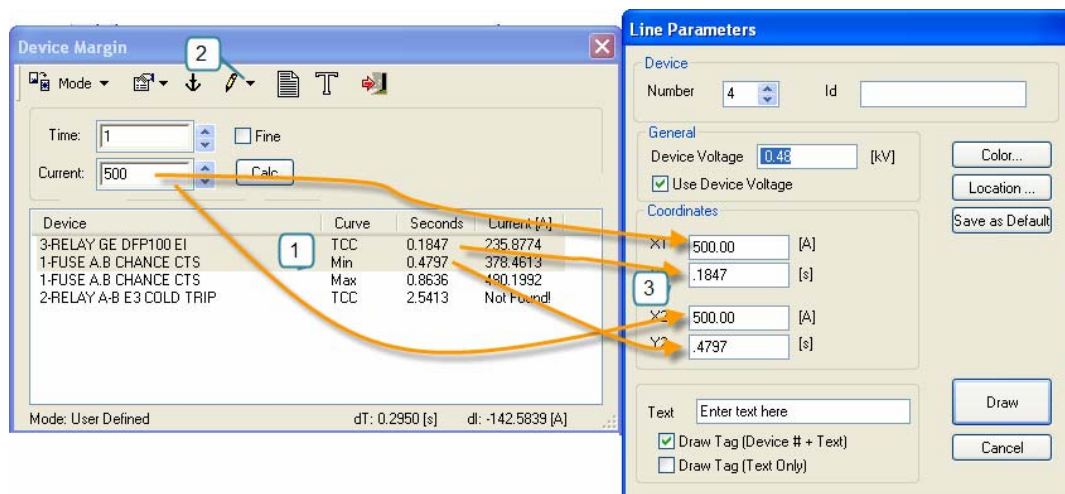 Device Margin
2
Mode
Time: 1 Fine
Current: 500 Calc
Device Curve Seconds Current [A]
3-RELAY GE DFP100 EI TCC 0.1847 235.8774
1-FUSE A.B CHANCE CTS Min 0.4797 378.4613
1-FUSE A.B CHANCE CTS Max 0.8636 490.1992
2-RELAY A-B E3 COLD TRIP TCC 2.5413 Not Found!
1
Mode: User Defined dT: 0.2950 [s] dI: -142.5839 [A]
Line Parameters
Device
Number 4 Id
General
Device Voltage 0.48 [kV]
Use Device Voltage
Color...
Location ...
Save as Default
Coordinates
X1 500.00 [A]
.1847 [s]
3
X2 500.00 [A]
Y2 .4797 [s]
Text Enter text here
Draw Tag (Device # + Text)
Draw Tag (Text Only)
Draw
Cancel